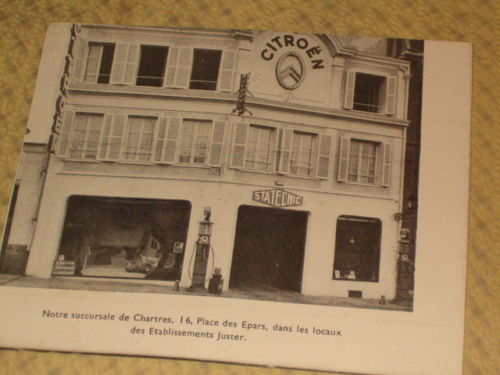 CITROËN
STATECNIC
Notre succursale de Chartres, 16, Place des Epars, dans les locaux
des Etablissements Juster.